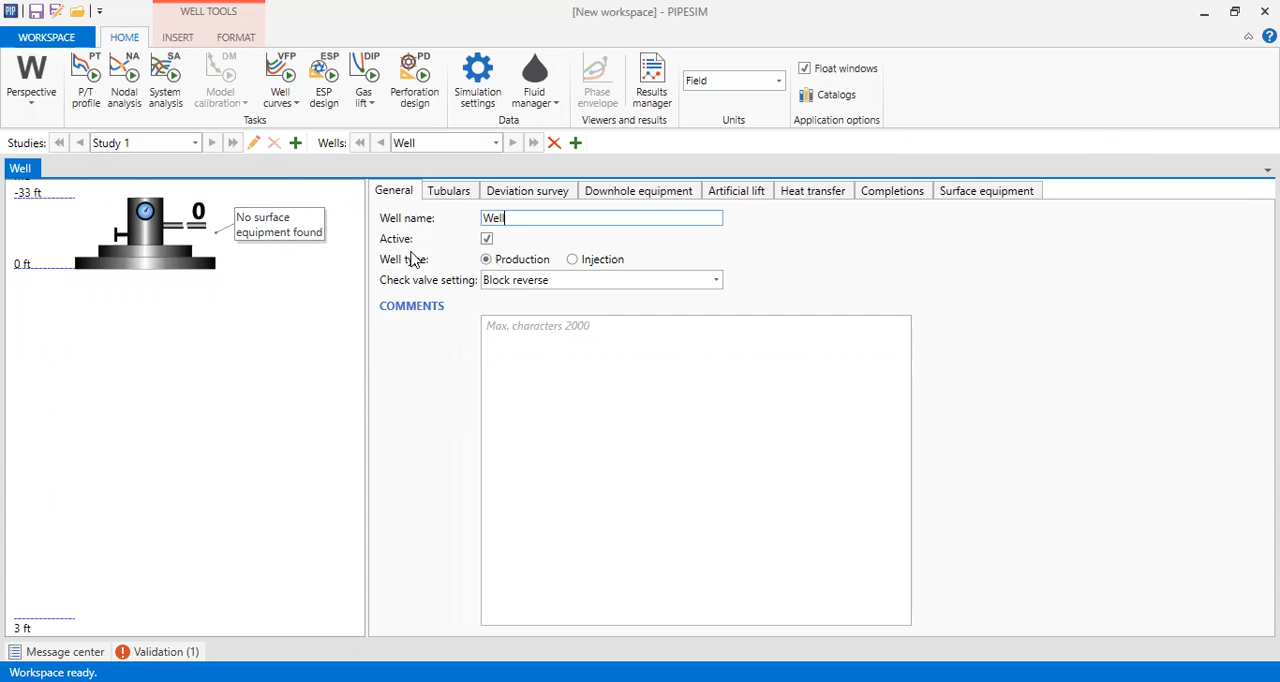 PIP
WELL TOOLS
[New workspace] - PIPESIM
WORKSPACE
HOME
INSERT
FORMAT
Perspective
PT
P/T profile
NA
Nodal analysis
SA
System analysis
DM
Model calibration
VFP
Well curves
ESP
ESP design
DIP
Gas lift
PD
Perforation design
Tasks
Simulation settings
Fluid manager
Data
Phase envelope
Results manager
Viewers and results
Field
Units
Float windows
Catalogs
Application options
Studies:
Study 1
Wells:
Well
Well
-33 ft
0
No surface
equipment found
0 ft
3 ft
General
Tubulars
Deviation survey
Downhole equipment
Artificial lift
Heat transfer
Completions
Surface equipment
Well name:
Well
Active:
Production
Injection
Check valve setting:
Block reverse
COMMENTS
Max. characters 2000
Message center
Validation (1)
Workspace ready.